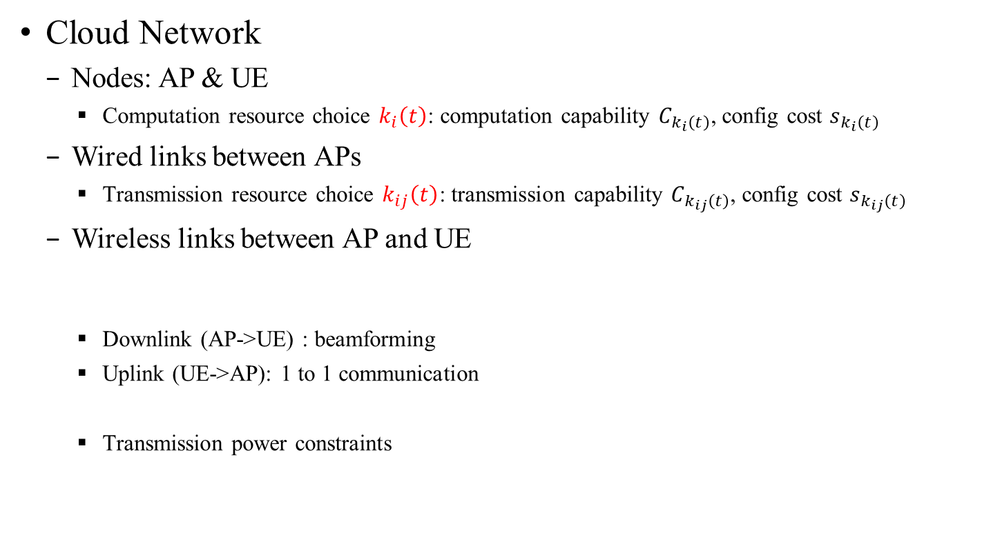 • Cloud Network
– Nodes: AP & UE
▪ Computation resource choice $k_i(t)$: computation capability $C_{k_i(t)}$, config cost $s_{k_i(t)}$
– Wired links between APs
▪ Transmission resource choice $k_{ij}(t)$: transmission capability $C_{k_{ij}(t)}$, config cost $s_{k_{ij}(t)}$
– Wireless links between AP and UE
▪ Downlink (AP->UE) : beamforming
▪ Uplink (UE->AP): 1 to 1 communication
▪ Transmission power constraints